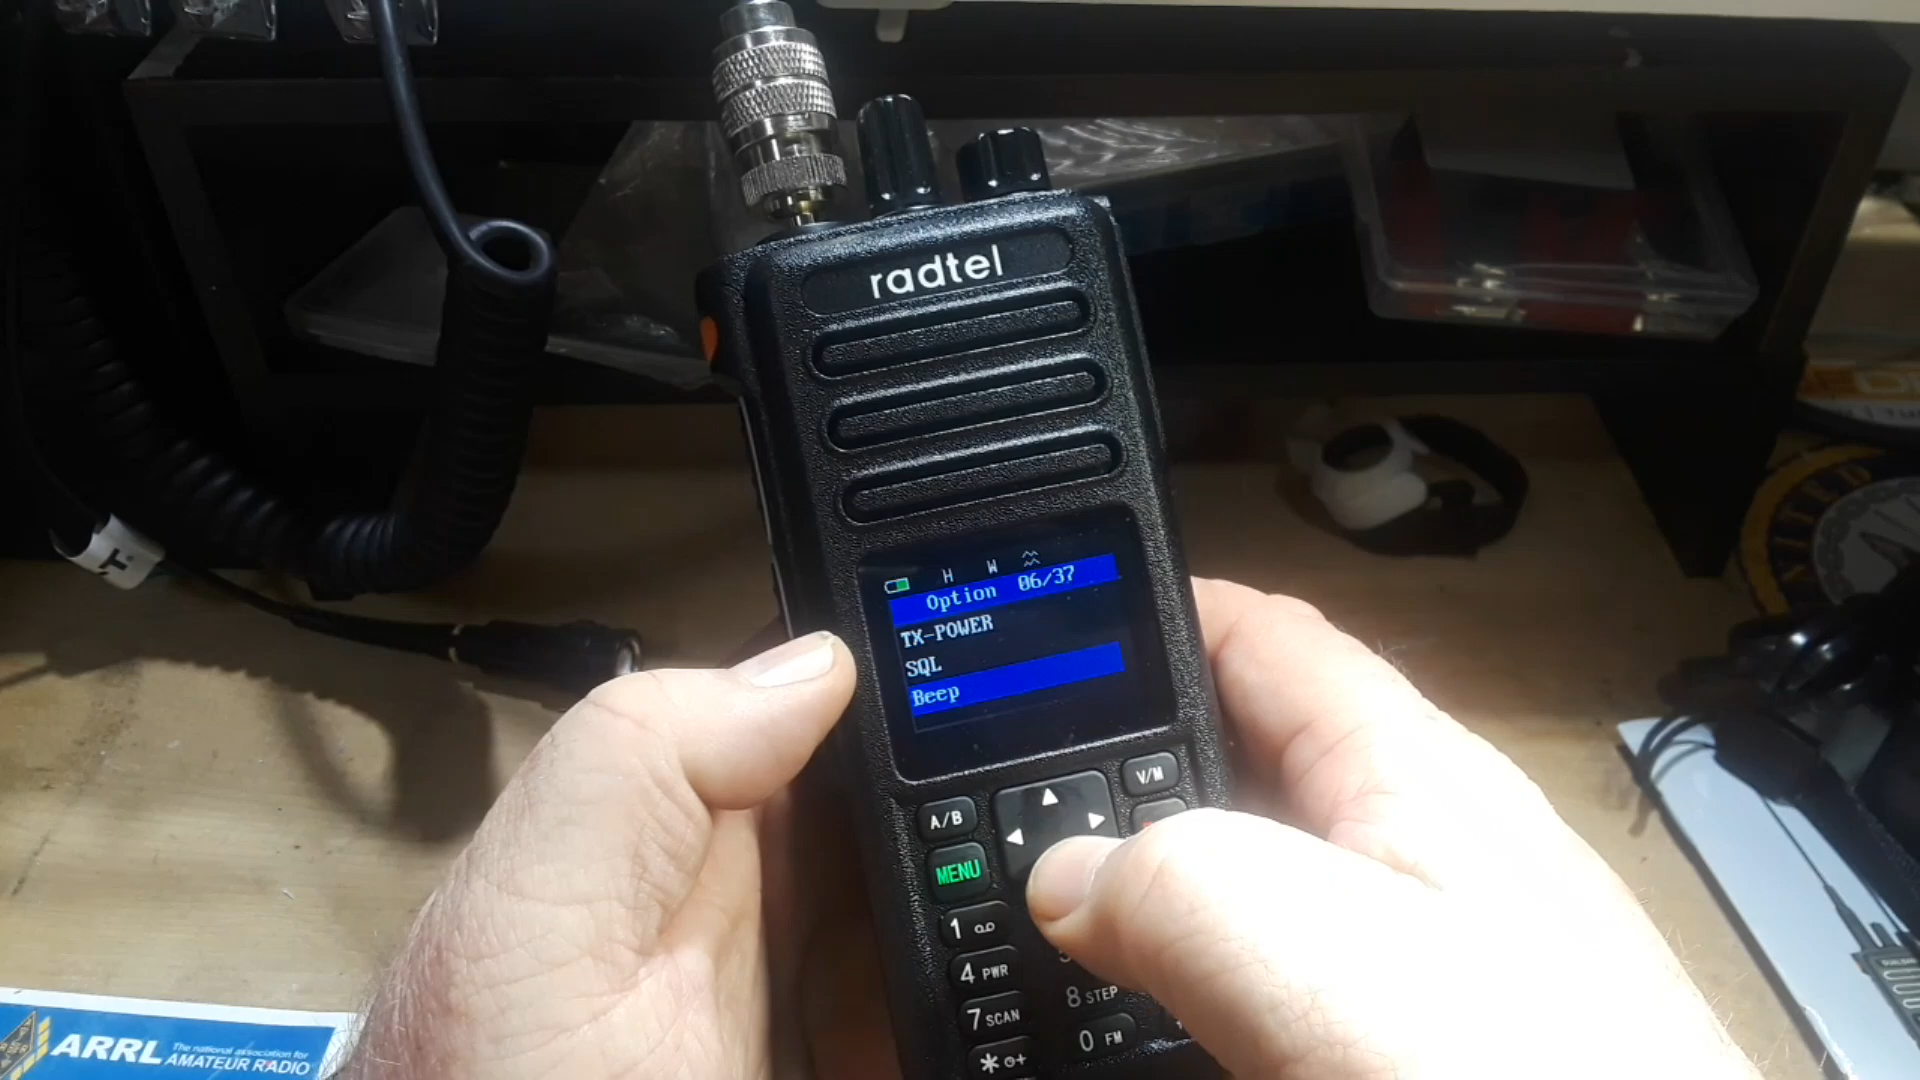 radtel
H W
Option 06/37
TX-POWER
SQL
Beep
V/M
A/B
MENU
1
4 PWR
7 SCAN
8 STEP
0 FM
*
.T.
ARRL The national association for
AMATEUR RADIO